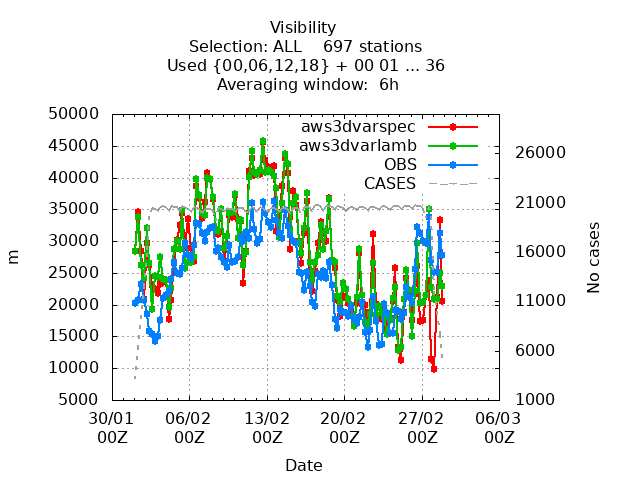 Visibility
Selection: ALL    697 stations
Used {00,06,12,18} + 00 01 ... 36
Averaging window:  6h
50000
45000
40000
35000
30000
25000
20000
15000
10000
5000
m
aws3dvarspec
aws3dvarlamb
OBS
CASES
26000
21000
16000
11000
6000
1000
No cases
30/01 06/02 13/02 20/02 27/02 06/03
00Z 00Z 00Z 00Z 00Z 00Z
Date